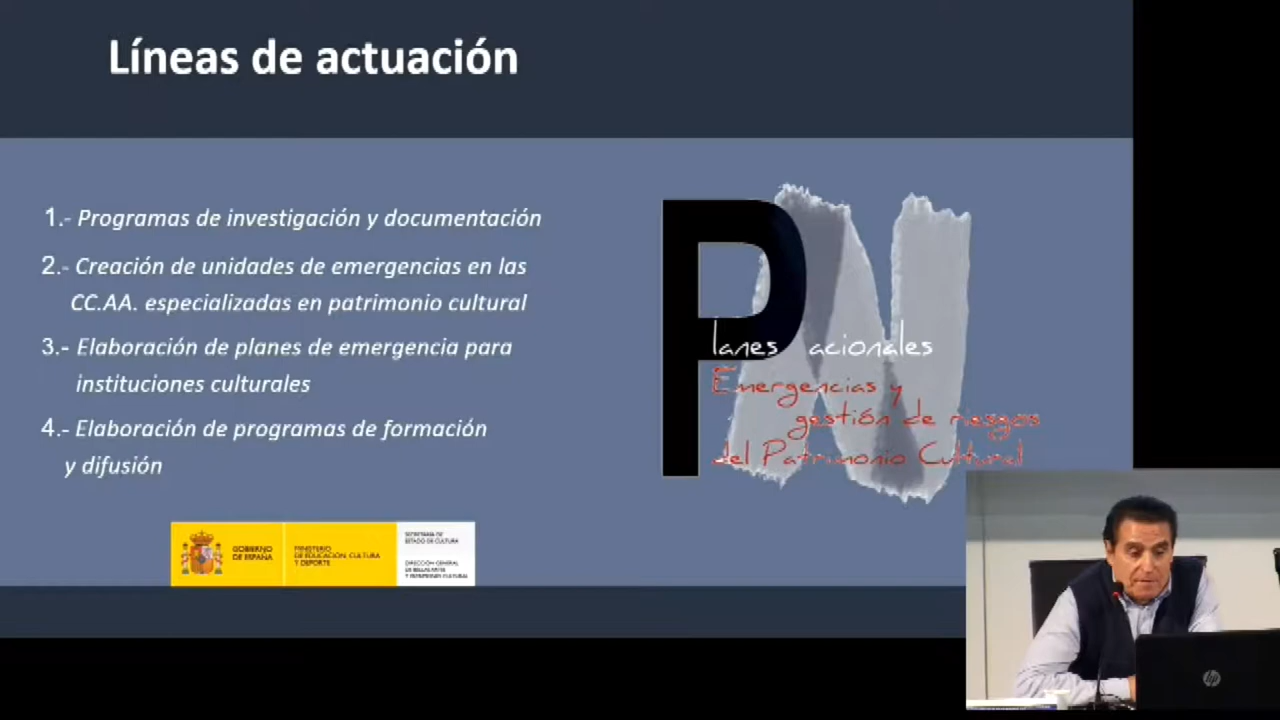 Líneas de actuación
1.- Programas de investigación y documentación
2.- Creación de unidades de emergencias en las
CC.AA. especializadas en patrimonio cultural
3.- Elaboración de planes de emergencia para
instituciones culturales
4.- Elaboración de programas de formación
y difusión
PN
lanes acionales
Emergencias y
gestión de riesgos
del Patrimonio Cultural
GOBIERNO
DE ESPAÑA
MINISTERIO
DE EDUCACIÓN, CULTURA
Y DEPORTE
SECRETARÍA DE
ESTADO DE CULTURA
DIRECCIÓN GENERAL
DE BELLAS ARTES
Y PATRIMONIO CULTURAL
hp